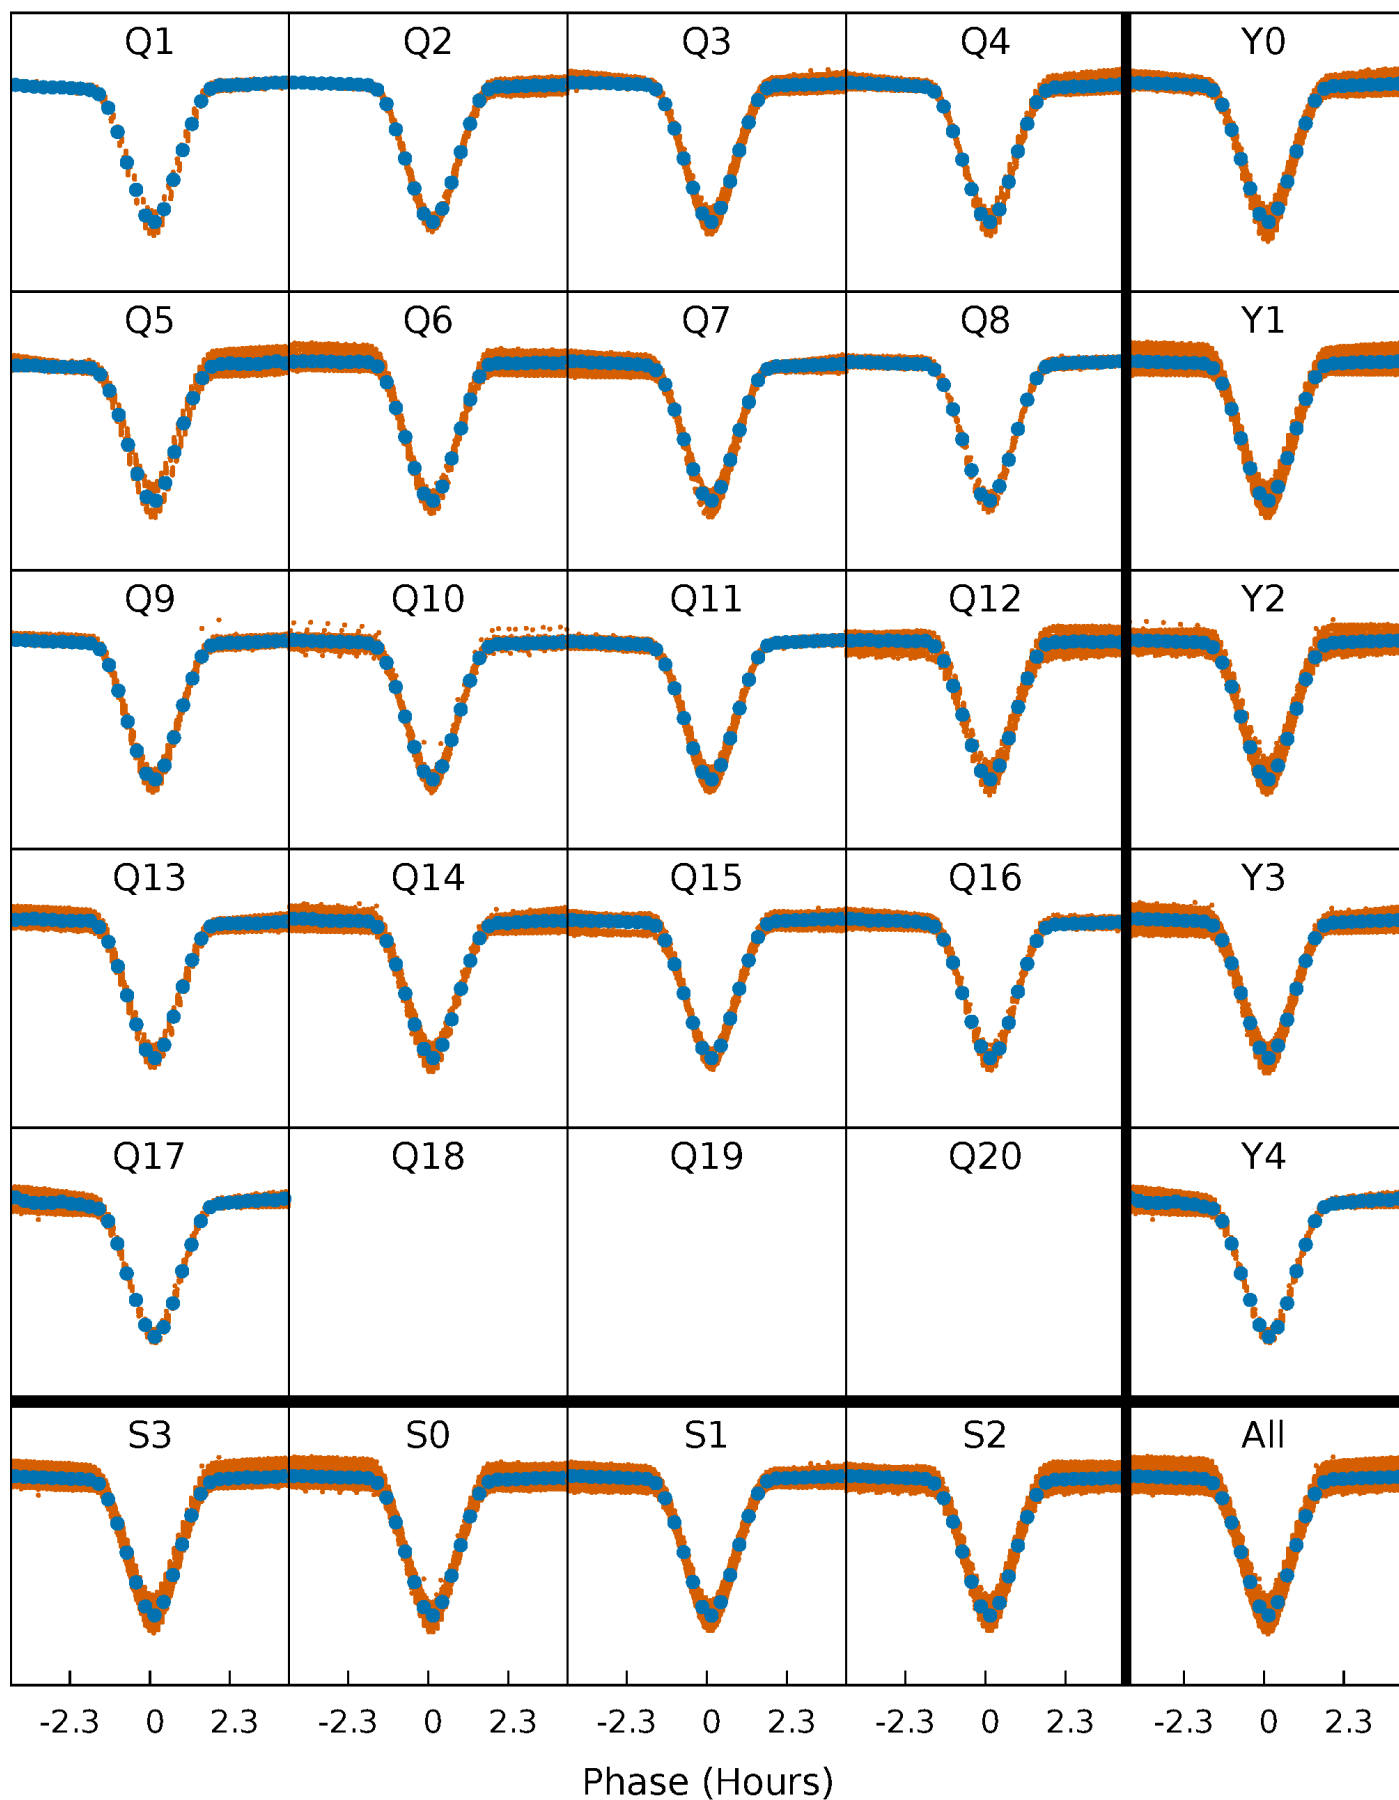 Q1 Q2 Q3 Q4 Y0
Q5 Q6 Q7 Q8 Y1
Q9 Q10 Q11 Q12 Y2
Q13 Q14 Q15 Q16 Y3
Q17 Q18 Q19 Q20 Y4
S3 S0 S1 S2 All
-2.3 0 2.3 -2.3 0 2.3 -2.3 0 2.3 -2.3 0 2.3 -2.3 0 2.3
Phase (Hours)